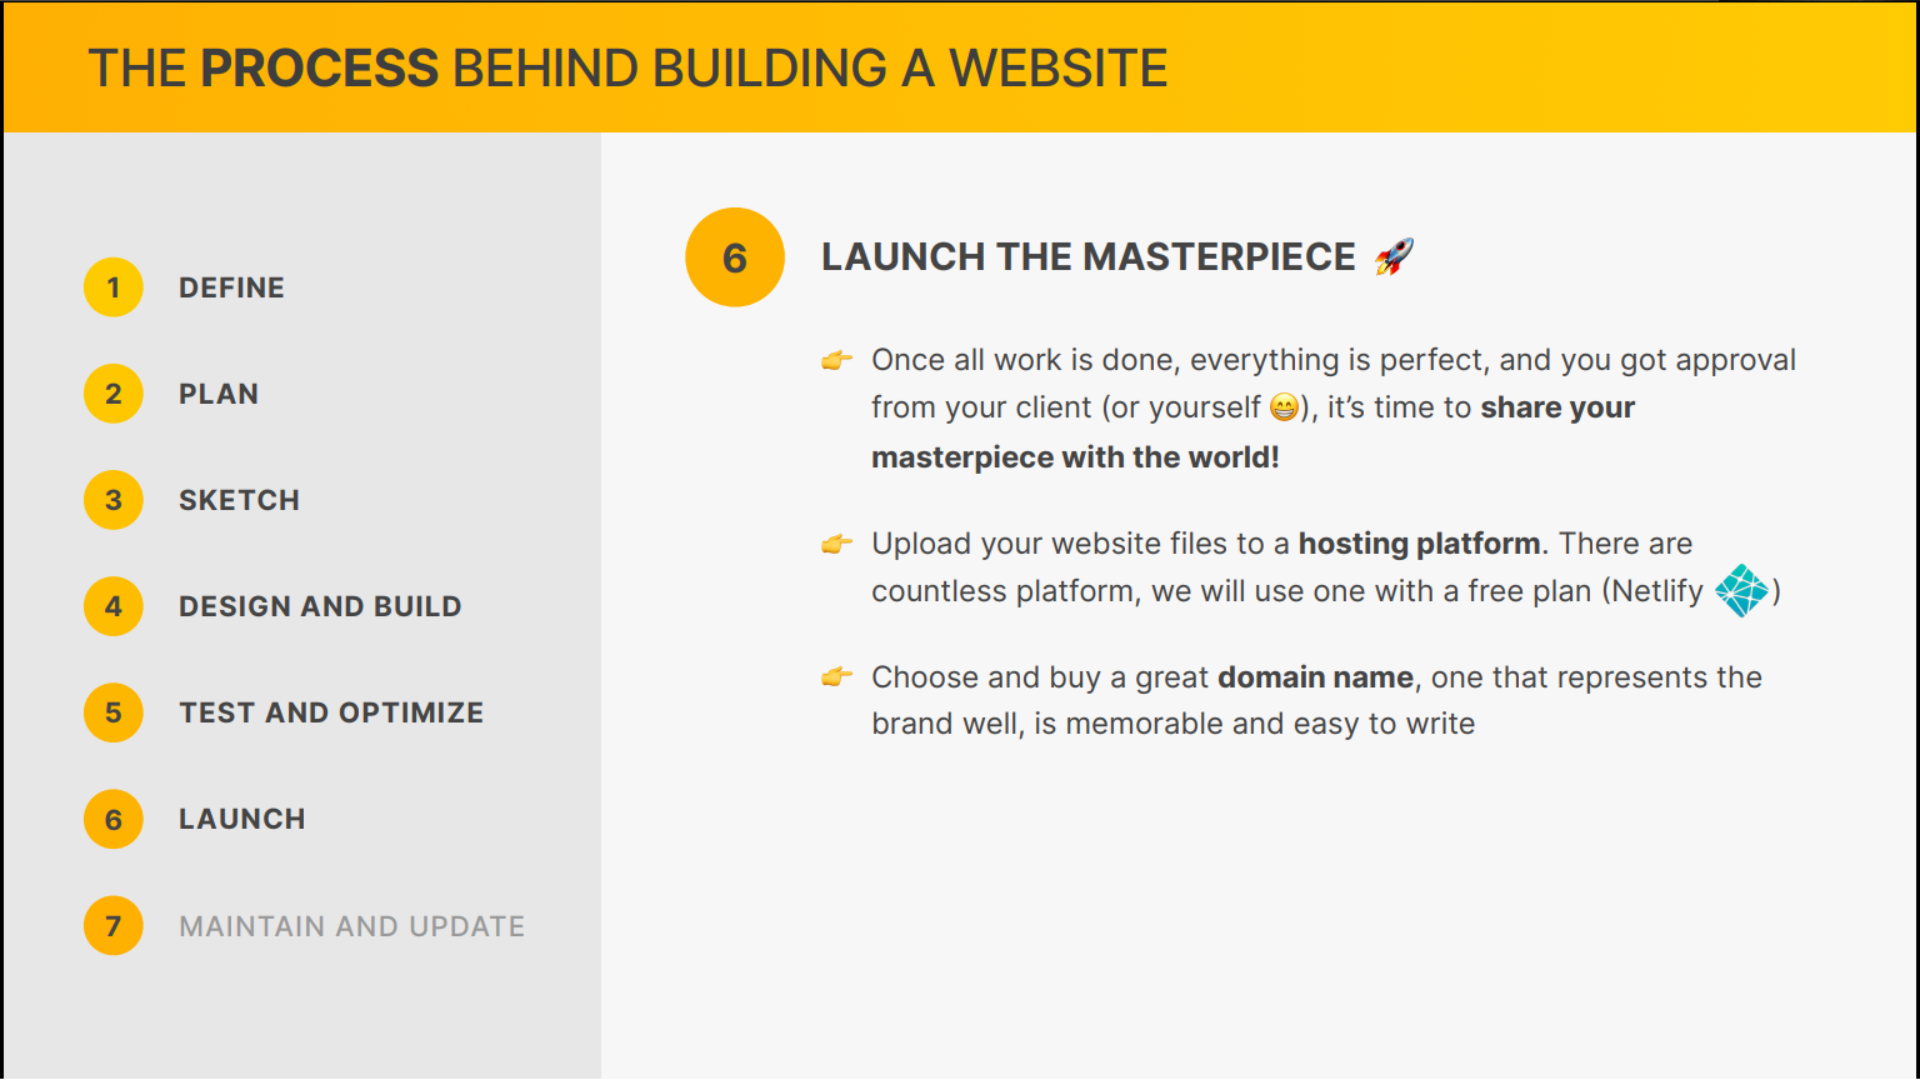 THE PROCESS BEHIND BUILDING A WEBSITE
1 DEFINE
2 PLAN
3 SKETCH
4 DESIGN AND BUILD
5 TEST AND OPTIMIZE
6 LAUNCH
7 MAINTAIN AND UPDATE
6 LAUNCH THE MASTERPIECE 🚀
👉 Once all work is done, everything is perfect, and you got approval
from your client (or yourself 😁), it’s time to share your
masterpiece with the world!
👉 Upload your website files to a hosting platform. There are
countless platform, we will use one with a free plan (Netlify )
👉 Choose and buy a great domain name, one that represents the
brand well, is memorable and easy to write